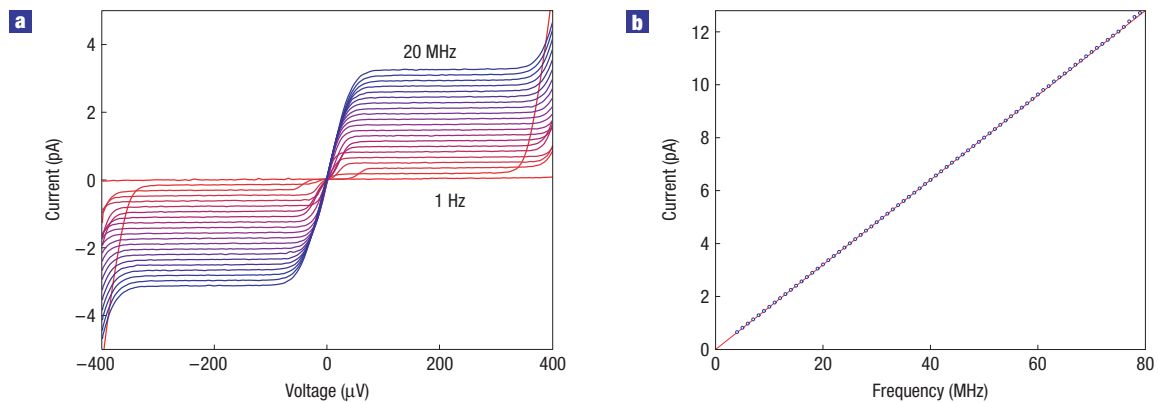 a
Current (pA)
4
2
0
−2
−4
20 MHz
1 Hz
−400
−200
0
200
400
Voltage (μV)
b
Current (pA)
12
10
8
6
4
2
0
0
20
40
60
80
Frequency (MHz)